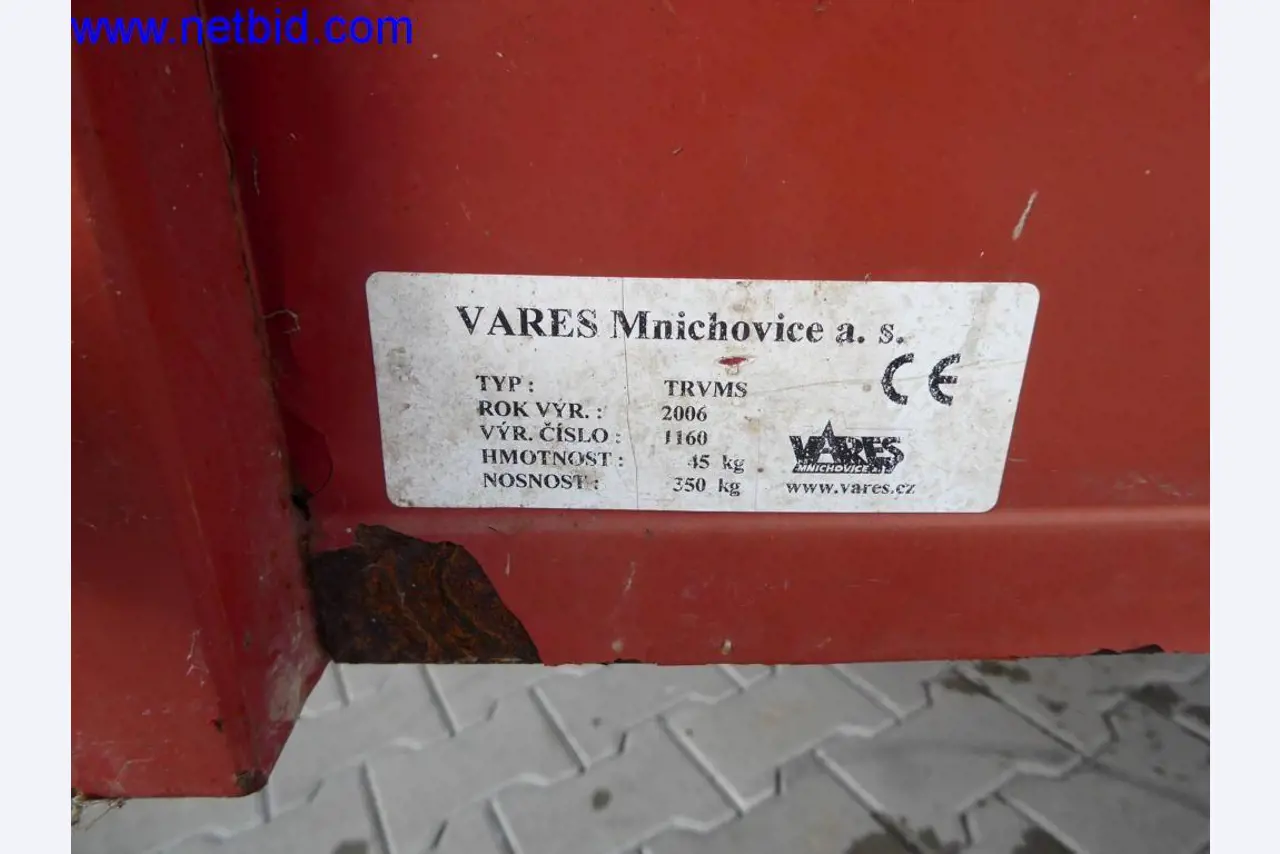 www.netbid.com
VARES Mnichovice a. s.
CE
TYP : TRVMS
ROK VÝR. : 2006
VÝR. ČÍSLO : 1160
HMOTNOST : 45 kg
NOSNOST : 350 kg
VARES
MNICHOVICE a.s.
www.vares.cz